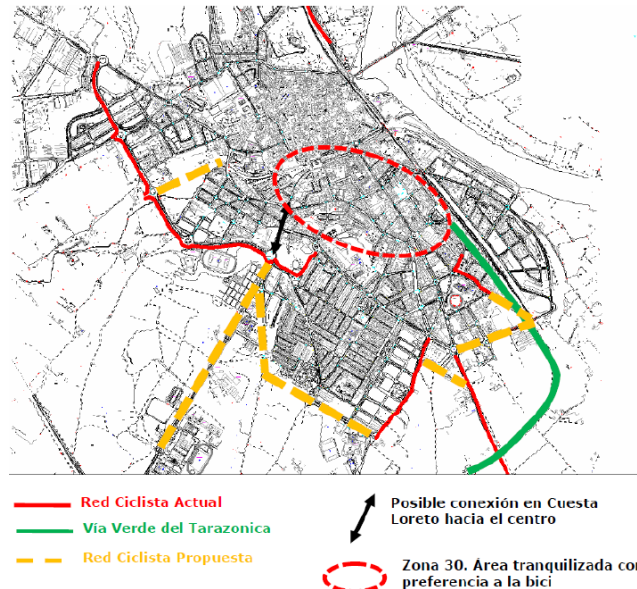 Red Ciclista Actual
Vía Verde del Tarazonica
Red Ciclista Propuesta
Posible conexión en Cuesta
Loreto hacia el centro
Zona 30. Área tranquilizada con
preferencia a la bici